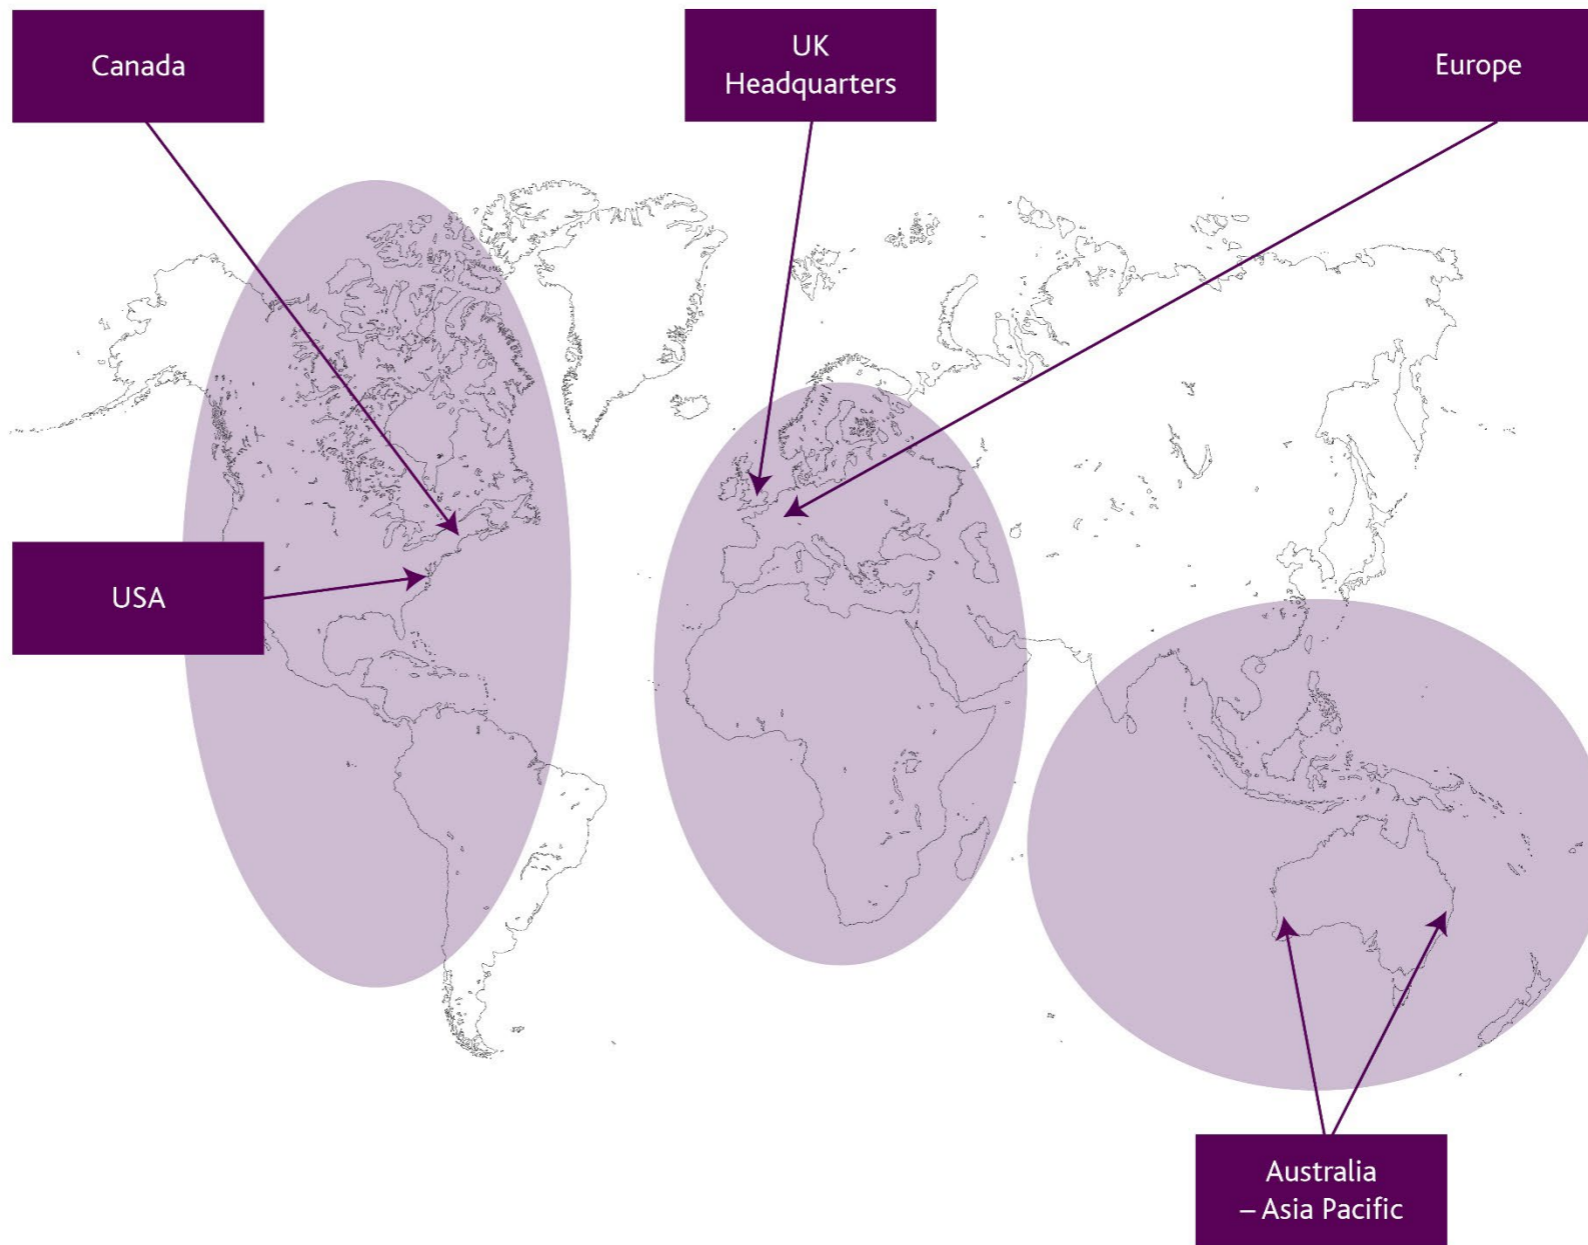 Canada
UK
Headquarters
Europe
USA
Australia
– Asia Pacific